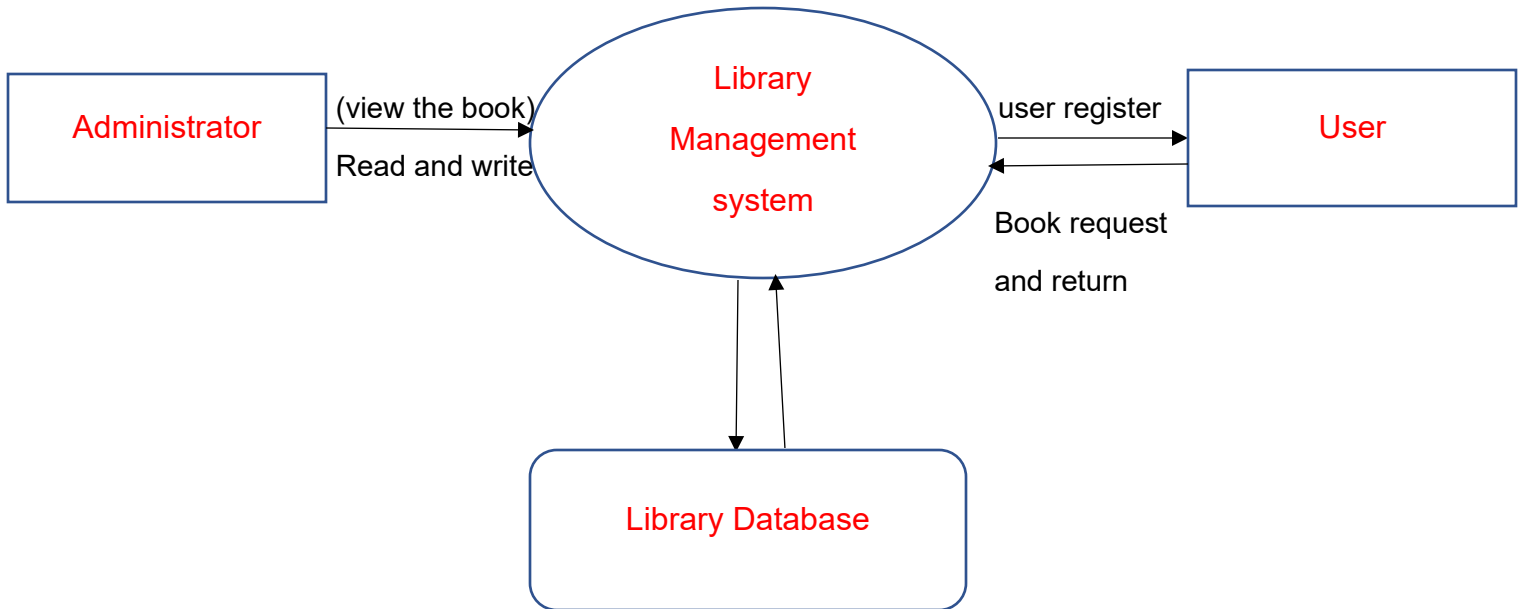 Administrator
(view the book)
Read and write
Library
Management
system
user register
Book request
and return
User
Library Database